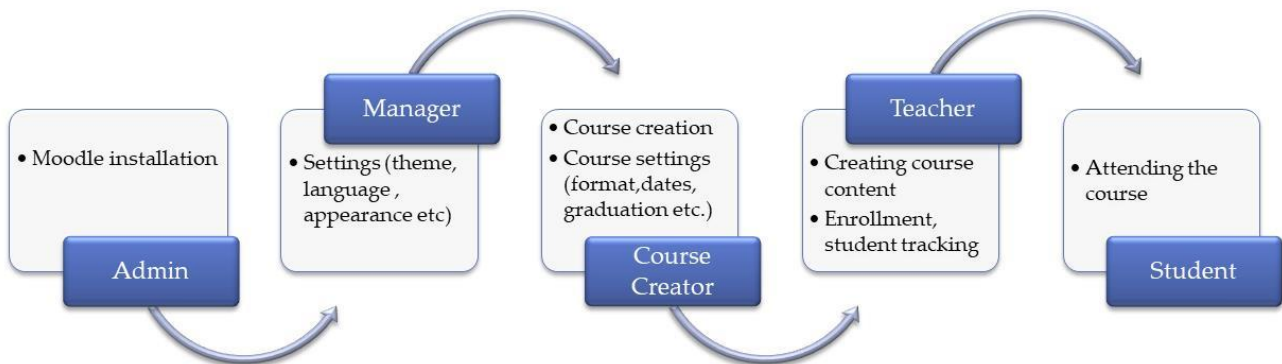 • Moodle installation
Admin
Manager
• Settings (theme,
language ,
appearance etc)
• Course creation
• Course settings
(format,dates,
graduation etc.)
Course
Creator
Teacher
• Creating course
content
• Enrollment,
student tracking
• Attending the
course
Student